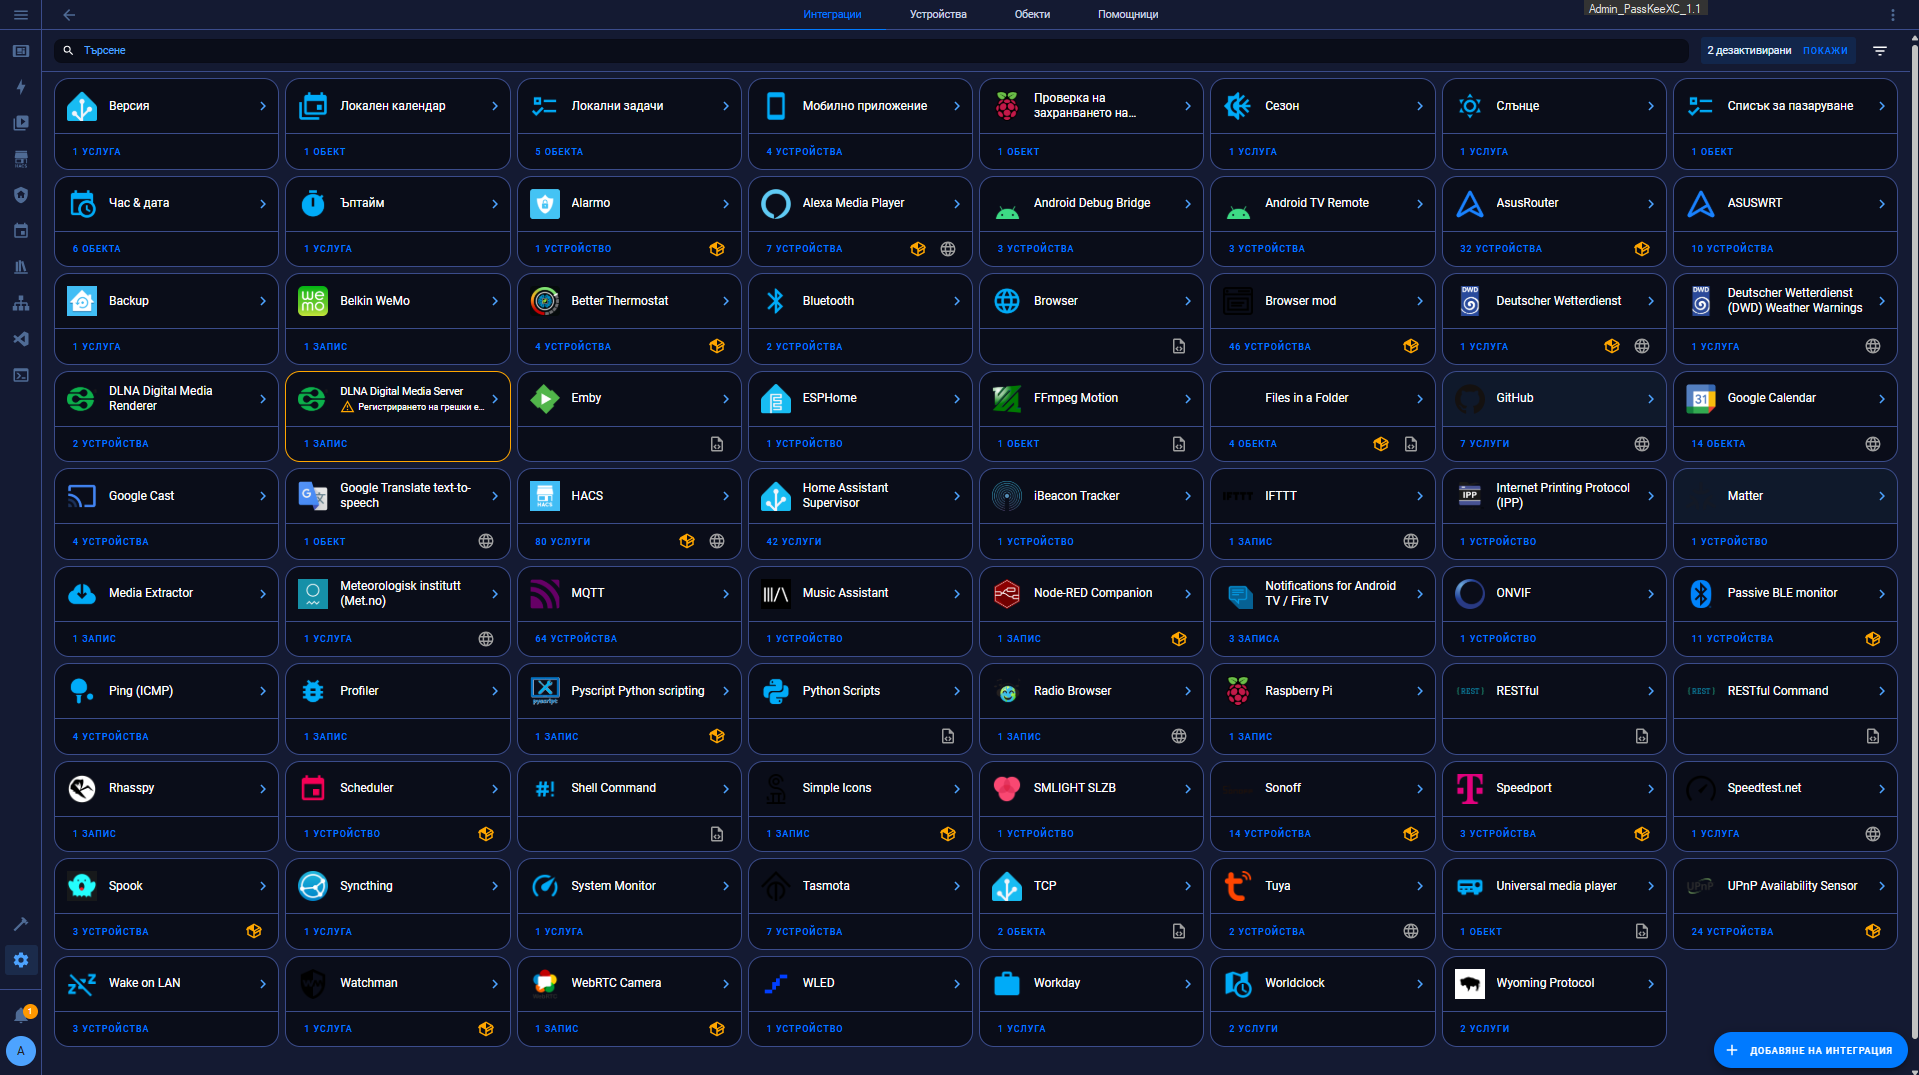 Интеграции
Устройства
Обекти
Помощници
Admin_PassKeeXC_1.1
Търсене
2 дезактивирани
ПОКАЖИ
Версия
1 УСЛУГА
Локален календар
1 ОБЕКТ
Локални задачи
5 ОБЕКТА
Мобилно приложение
4 УСТРОЙСТВА
Проверка на
захранването на...
1 ОБЕКТ
Сезон
1 УСЛУГА
Слънце
1 УСЛУГА
Списък за пазаруване
1 ОБЕКТ
Час & дата
6 ОБЕКТА
Ъптайм
1 УСЛУГА
Alarmo
1 УСТРОЙСТВО
Alexa Media Player
7 УСТРОЙСТВА
Android Debug Bridge
3 УСТРОЙСТВА
Android TV Remote
3 УСТРОЙСТВА
AsusRouter
32 УСТРОЙСТВА
ASUSWRT
10 УСТРОЙСТВА
Backup
1 УСЛУГА
Belkin WeMo
1 ЗАПИС
Better Thermostat
4 УСТРОЙСТВА
Bluetooth
2 УСТРОЙСТВА
Browser
Browser mod
46 УСТРОЙСТВА
DWD
Deutscher Wetterdienst
1 УСЛУГА
DWD
Deutscher Wetterdienst
(DWD) Weather Warnings
1 УСЛУГА
DLNA Digital Media
Renderer
2 УСТРОЙСТВА
DLNA Digital Media Server
Регистрирането на грешки е...
1 ЗАПИС
Emby
ESPHome
1 УСТРОЙСТВО
FFmpeg Motion
1 ОБЕКТ
Files in a Folder
4 ОБЕКТА
GitHub
7 УСЛУГИ
31
Google Calendar
14 ОБЕКТА
Google Cast
4 УСТРОЙСТВА
Google Translate text-to-
speech
1 ОБЕКТ
HACS
HACS
80 УСЛУГИ
Home Assistant
Supervisor
42 УСЛУГИ
iBeacon Tracker
1 УСТРОЙСТВО
IFTTT
IFTTT
1 ЗАПИС
IPP
Internet Printing Protocol
(IPP)
1 УСТРОЙСТВО
Matter
1 УСТРОЙСТВО
Media Extractor
1 ЗАПИС
Meteorologisk institutt
(Met.no)
1 УСЛУГА
MQTT
64 УСТРОЙСТВА
Music Assistant
1 УСТРОЙСТВО
Node-RED Companion
1 ЗАПИС
Notifications for Android
TV / Fire TV
3 ЗАПИСА
ONVIF
1 УСТРОЙСТВО
Passive BLE monitor
11 УСТРОЙСТВА
Ping (ICMP)
4 УСТРОЙСТВА
Profiler
1 ЗАПИС
pyscript
Pyscript Python scripting
1 ЗАПИС
Python Scripts
Radio Browser
1 ЗАПИС
Raspberry Pi
1 ЗАПИС
{REST}
RESTful
{REST}
RESTful Command
Rhasspy
1 ЗАПИС
Scheduler
1 УСТРОЙСТВО
#!
Shell Command
Simple Icons
1 ЗАПИС
SMLIGHT SLZB
1 УСТРОЙСТВО
Sonoff
14 УСТРОЙСТВА
Speedport
3 УСТРОЙСТВА
Speedtest.net
1 УСЛУГА
Spook
3 УСТРОЙСТВА
Syncthing
1 УСЛУГА
System Monitor
1 УСЛУГА
Tasmota
7 УСТРОЙСТВА
TCP
2 ОБЕКТА
Tuya
2 УСТРОЙСТВА
Universal media player
1 ОБЕКТ
UPnP
UPnP Availability Sensor
24 УСТРОЙСТВА
Wake on LAN
3 УСТРОЙСТВА
Watchman
1 УСЛУГА
WebRTC
WebRTC Camera
1 ЗАПИС
WLED
1 УСТРОЙСТВО
Workday
1 УСЛУГА
Worldclock
2 УСЛУГИ
Wyoming Protocol
2 УСЛУГИ
1
A
ДОБАВЯНЕ НА ИНТЕГРАЦИЯ